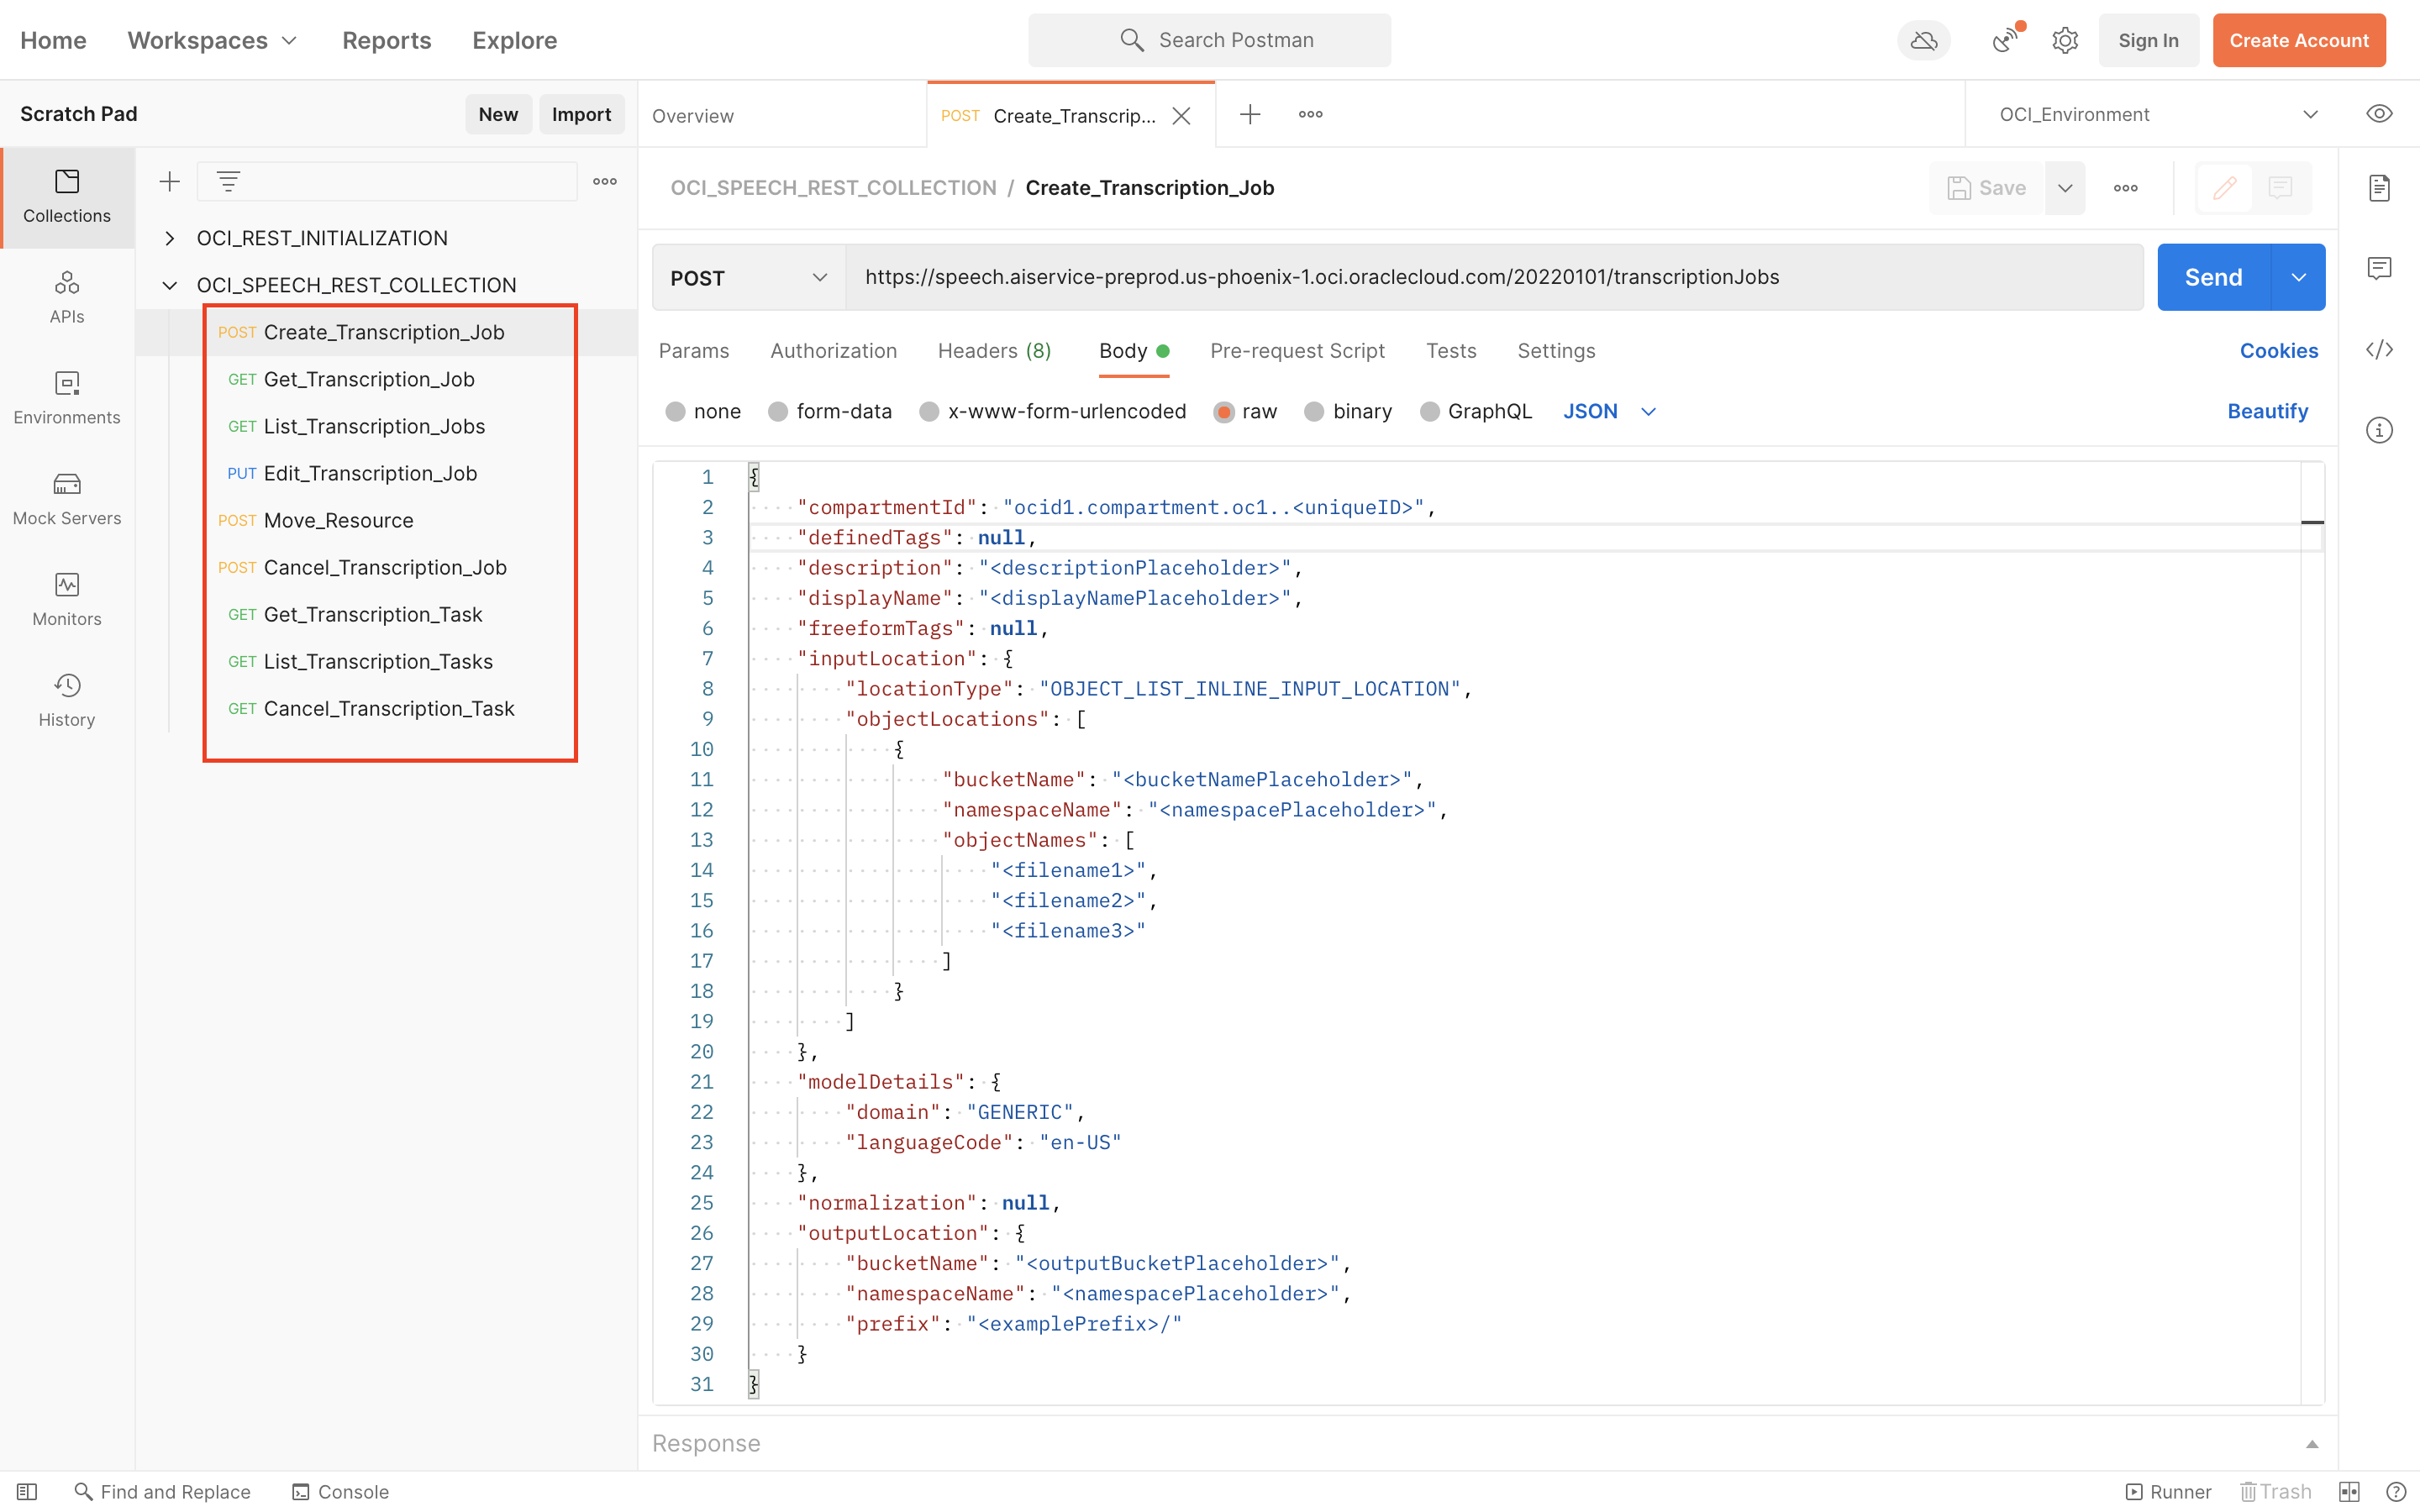 Home Workspaces Reports Explore Search Postman Sign In Create Account
Scratch Pad New Import
Overview POST Create_Transcrip... OCI_Environment
Collections
APIs
Environments
Mock Servers
Monitors
History
OCI_REST_INITIALIZATION
OCI_SPEECH_REST_COLLECTION
POST Create_Transcription_Job
GET Get_Transcription_Job
GET List_Transcription_Jobs
PUT Edit_Transcription_Job
POST Move_Resource
POST Cancel_Transcription_Job
GET Get_Transcription_Task
GET List_Transcription_Tasks
GET Cancel_Transcription_Task
OCI_SPEECH_REST_COLLECTION / Create_Transcription_Job Save
POST https://speech.aiservice-preprod.us-phoenix-1.oci.oraclecloud.com/20220101/transcriptionJobs Send
Params Authorization Headers (8) Body Pre-request Script Tests Settings Cookies
none form-data x-www-form-urlencoded raw binary GraphQL JSON Beautify
1 {
2 "compartmentId": "ocid1.compartment.oc1..<uniqueID>",
3 "definedTags": null,
4 "description": "<descriptionPlaceholder>",
5 "displayName": "<displayNamePlaceholder>",
6 "freeformTags": null,
7 "inputLocation": {
8 "locationType": "OBJECT_LIST_INLINE_INPUT_LOCATION",
9 "objectLocations": [
10 {
11 "bucketName": "<bucketNamePlaceholder>",
12 "namespaceName": "<namespacePlaceholder>",
13 "objectNames": [
14 "<filename1>",
15 "<filename2>",
16 "<filename3>"
17 ]
18 }
19 ]
20 },
21 "modelDetails": {
22 "domain": "GENERIC",
23 "languageCode": "en-US"
24 },
25 "normalization": null,
26 "outputLocation": {
27 "bucketName": "<outputBucketPlaceholder>",
28 "namespaceName": "<namespacePlaceholder>",
29 "prefix": "<examplePrefix>/"
30 }
31 }
Response
Find and Replace Console Runner Trash